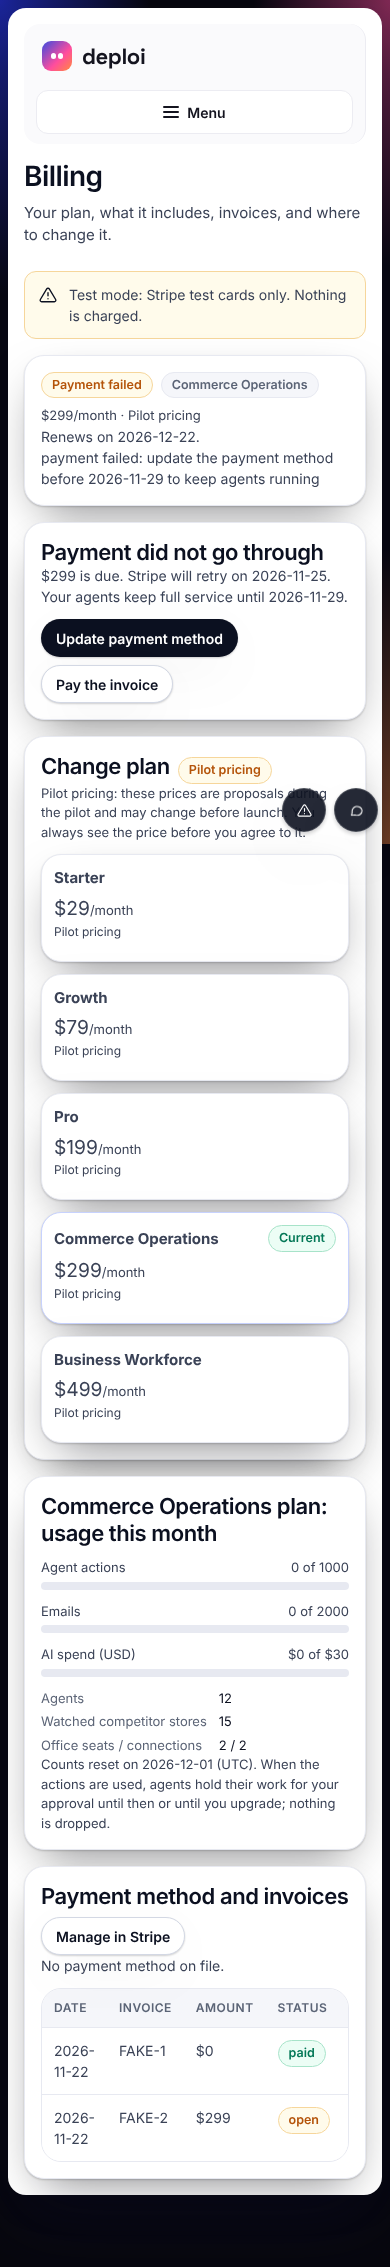 deploi
Menu
Billing
Your plan, what it includes, invoices, and where
to change it.
Test mode: Stripe test cards only. Nothing
is charged.
Payment failed
Commerce Operations
$299/month · Pilot pricing
Renews on 2026-12-22.
payment failed: update the payment method
before 2026-11-29 to keep agents running
Payment did not go through
$299 is due. Stripe will retry on 2026-11-25.
Your agents keep full service until 2026-11-29.
Update payment method
Pay the invoice
Change plan
Pilot pricing
Pilot pricing: these prices are proposals during
the pilot and may change before launch.
always see the price before you agree to it.
Starter
$29/month
Pilot pricing
Growth
$79/month
Pilot pricing
Pro
$199/month
Pilot pricing
Commerce Operations
Current
$299/month
Pilot pricing
Business Workforce
$499/month
Pilot pricing
Commerce Operations plan:
usage this month
Agent actions 0 of 1000
Emails 0 of 2000
AI spend (USD) $0 of $30
Agents 12
Watched competitor stores 15
Office seats / connections 2 / 2
Counts reset on 2026-12-01 (UTC). When the
actions are used, agents hold their work for your
approval until then or until you upgrade; nothing
is dropped.
Payment method and invoices
Manage in Stripe
No payment method on file.
DATE INVOICE AMOUNT STATUS
2026- FAKE-1 $0 paid
11-22
2026- FAKE-2 $299 open
11-22